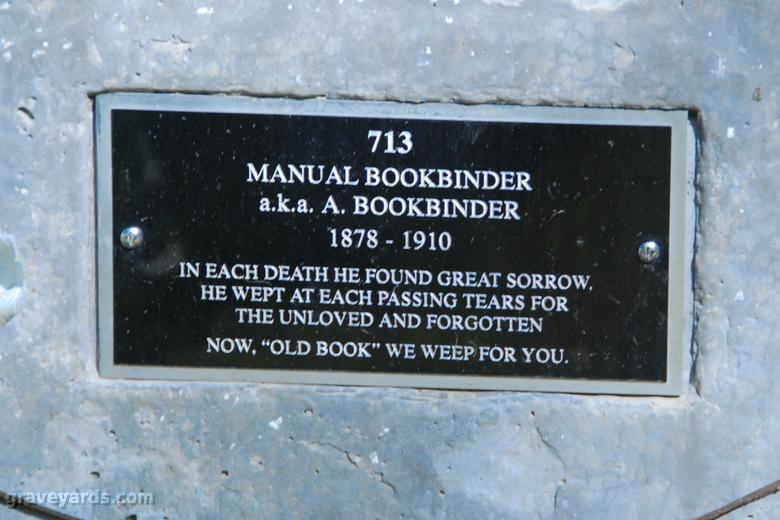 713
MANUAL BOOKBINDER
a.k.a. A. BOOKBINDER
1878 - 1910
IN EACH DEATH HE FOUND GREAT SORROW,
HE WEPT AT EACH PASSING TEARS FOR
THE UNLOVED AND FORGOTTEN
NOW, "OLD BOOK" WE WEEP FOR YOU.
graveyards.com